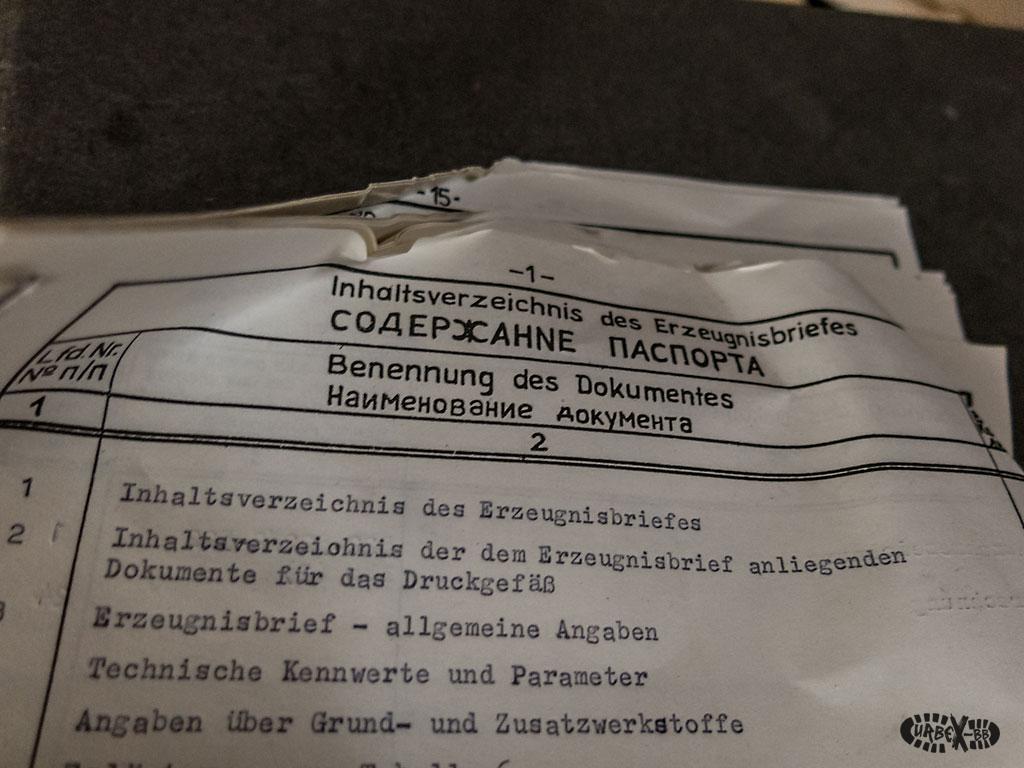 -15-
-1-
Inhaltsverzeichnis des Erzeugnisbriefes
СОДЕРЖАНИЕ ПАСПОРТА
Lfd.Nr.
№ п/п
Benennung des Dokumentes
Наименование документа
1
2
1 Inhaltsverzeichnis des Erzeugnisbriefes
2 Inhaltsverzeichnis der dem Erzeugnisbrief anliegenden
Dokumente für das Druckgefäß
3 Erzeugnisbrief - allgemeine Angaben
Technische Kennwerte und Parameter
Angaben über Grund- und Zusatzwerkstoffe
URBEX-BB